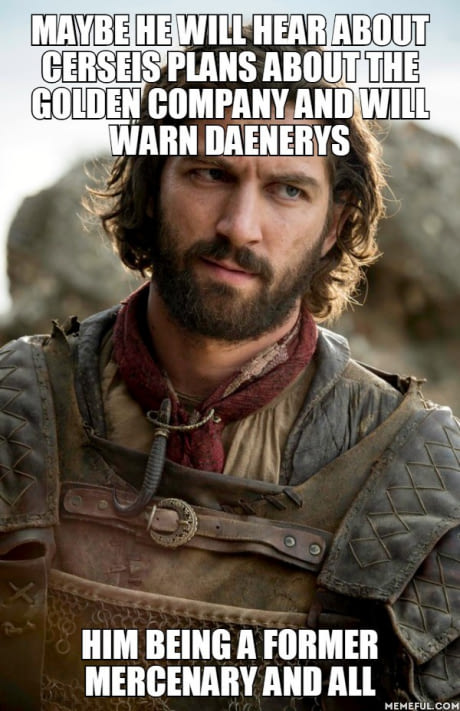 MAYBE HE WILL HEAR ABOUT
CERSEIS PLANS ABOUT THE
GOLDEN COMPANY AND WILL
WARN DAENERYS
HIM BEING A FORMER
MERCENARY AND ALL
MEMEFUL.COM